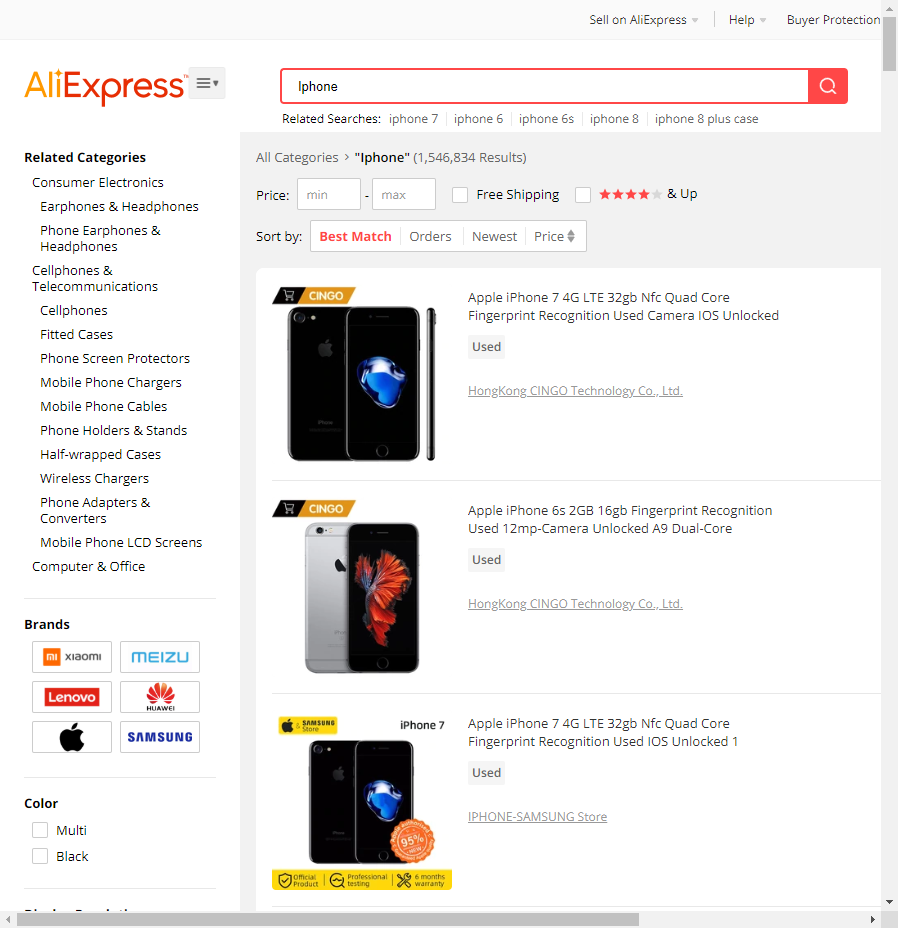 Sell on AliExpress
Help
Buyer Protection
AliExpress™
Iphone
Related Searches: iphone 7 iphone 6 iphone 6s iphone 8 iphone 8 plus case
Related Categories
Consumer Electronics
Earphones & Headphones
Phone Earphones &
Headphones
Cellphones &
Telecommunications
Cellphones
Fitted Cases
Phone Screen Protectors
Mobile Phone Chargers
Mobile Phone Cables
Phone Holders & Stands
Half-wrapped Cases
Wireless Chargers
Phone Adapters &
Converters
Mobile Phone LCD Screens
Computer & Office
Brands
mi xiaomi
MEIZU
Lenovo
HUAWEI
SAMSUNG
Color
Multi
Black
All Categories > "Iphone" (1,546,834 Results)
Price: min - max Free Shipping & Up
Sort by: Best Match Orders Newest Price
CINGO
iPhone
Apple iPhone 7 4G LTE 32gb Nfc Quad Core
Fingerprint Recognition Used Camera IOS Unlocked
Used
HongKong CINGO Technology Co., Ltd.
CINGO
Apple iPhone 6s 2GB 16gb Fingerprint Recognition
Used 12mp-Camera Unlocked A9 Dual-Core
Used
HongKong CINGO Technology Co., Ltd.
& SAMSUNG
Store
iPhone 7
95%
NEW
Official
Product
Professional
testing
6 months
warranty
Apple iPhone 7 4G LTE 32gb Nfc Quad Core
Fingerprint Recognition Used IOS Unlocked 1
Used
IPHONE-SAMSUNG Store